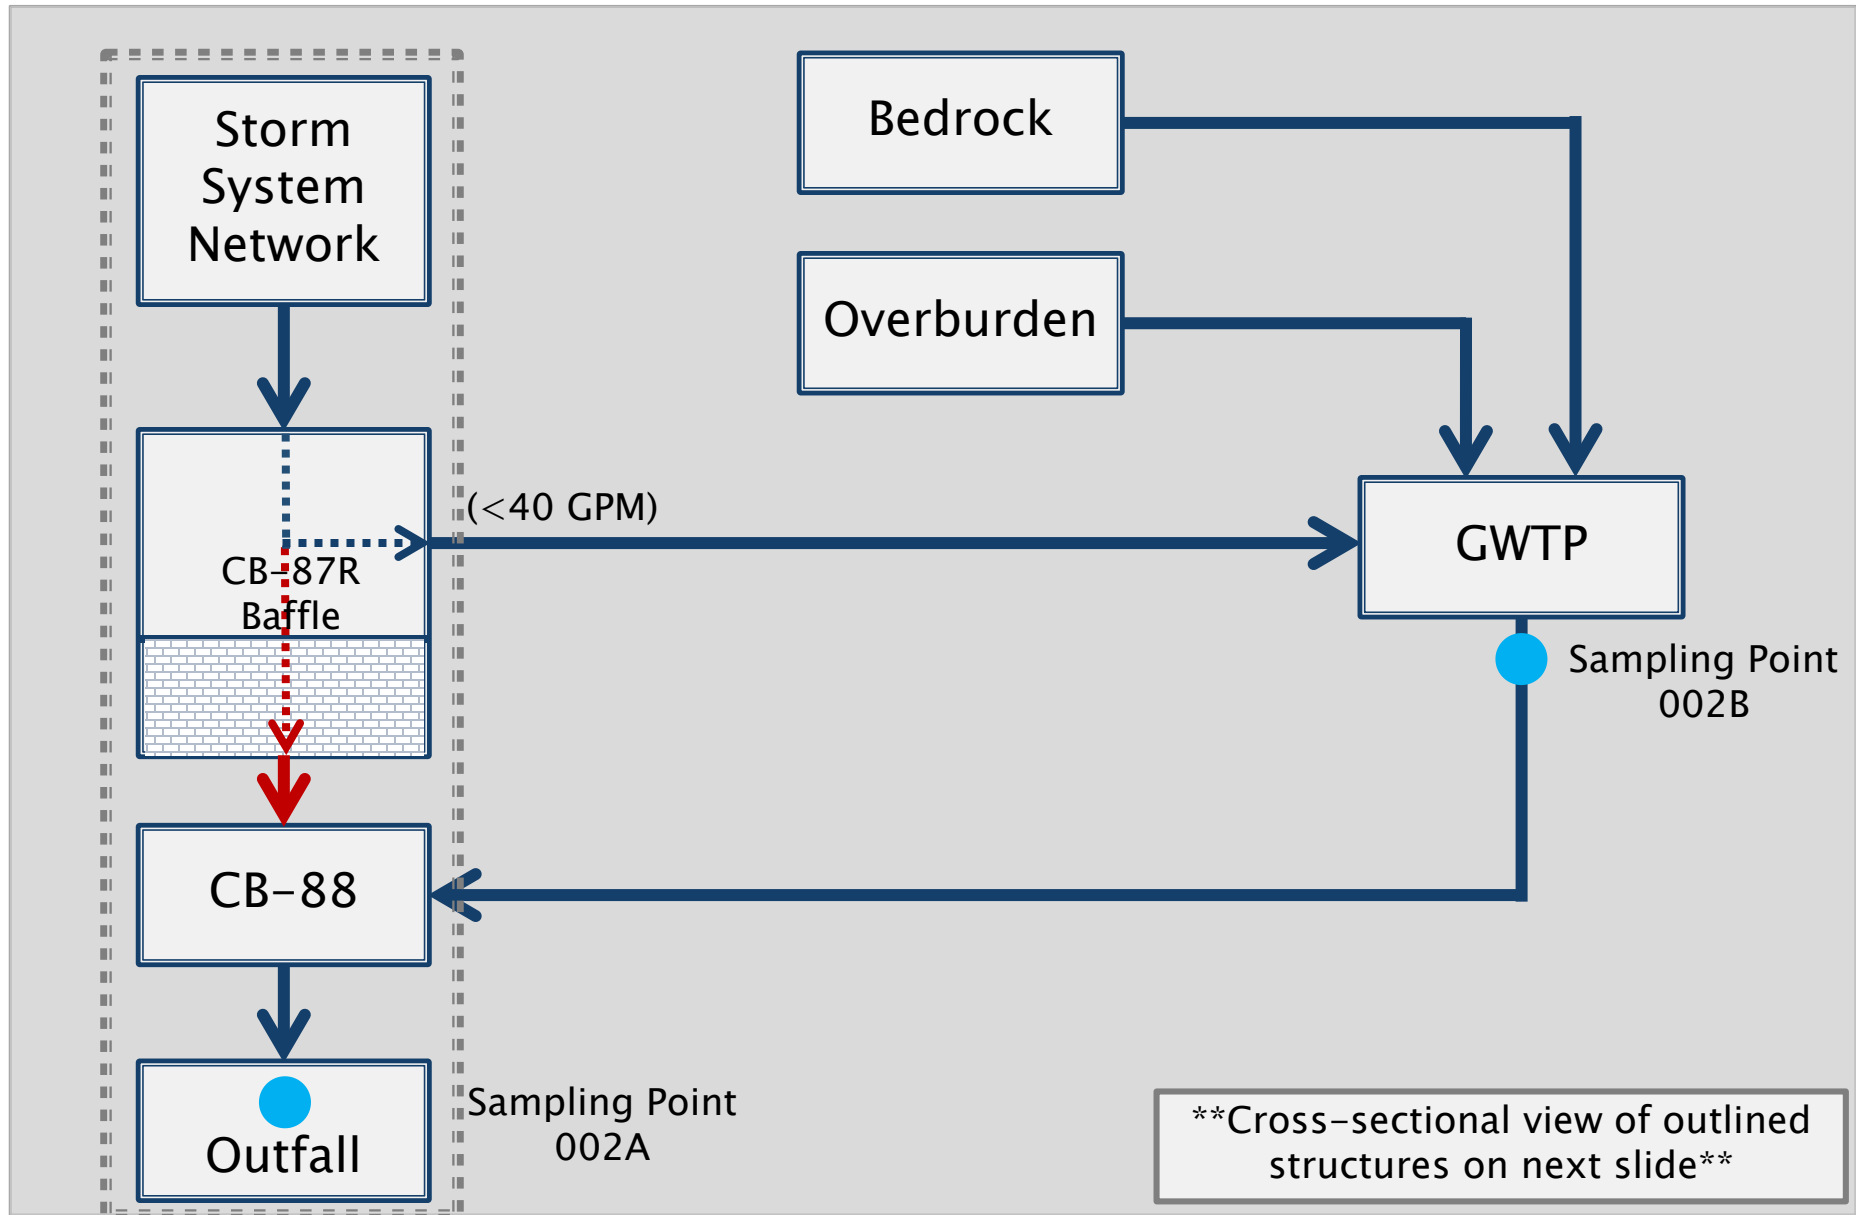 Storm
System
Network
Bedrock
Overburden
(<40 GPM)
CB-87R
Baffle
GWTP
Sampling Point
002B
CB-88
Outfall
Sampling Point
002A
**Cross-sectional view of outlined
structures on next slide**